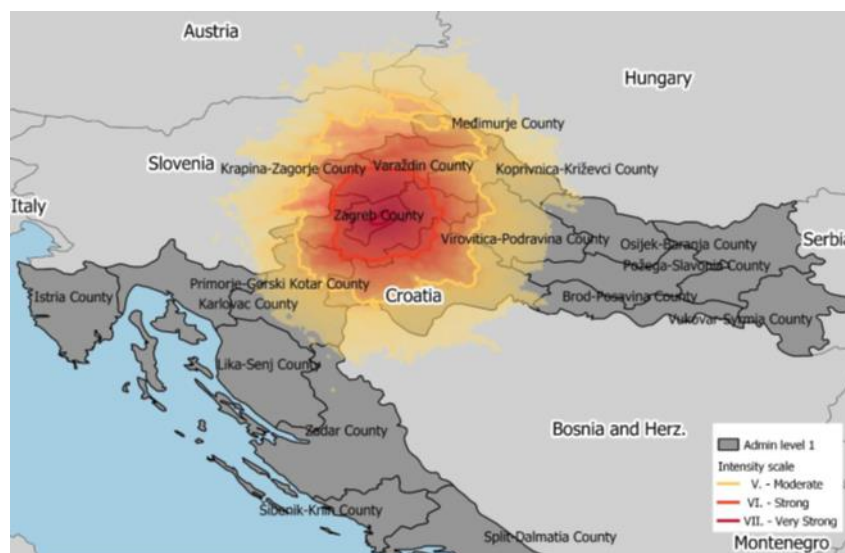 Austria
Hungary
Međimurje County
Slovenia
Krapina-Zagorje County
Varaždin County
Koprivnica-Križevci County
Italy
Zagreb County
Virovitica-Podravina County
Osijek-Baranja County
Serbia
Požega-Slavonia County
Primorje-Gorski Kotar County
Istria County
Karlovac County
Croatia
Brod-Posavina County
Vukovar-Syrmia County
Lika-Senj County
Zadar County
Bosnia and Herz.
Admin level 1
Intensity scale
V. - Moderate
VI. - Strong
VII. - Very Strong
Šibenik-Knin County
Split-Dalmatia County
Montenegro